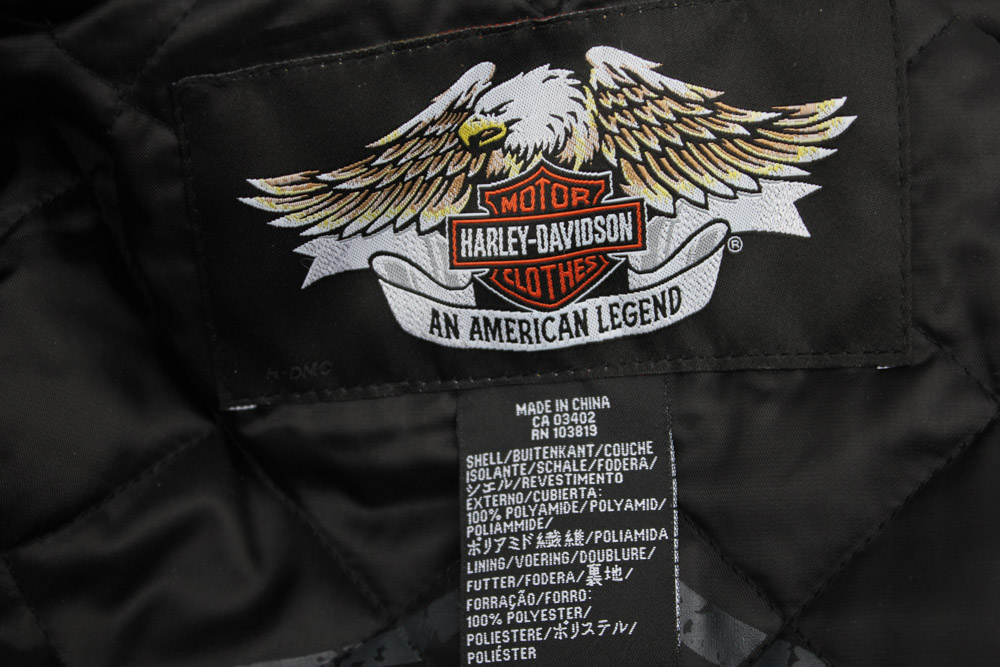 MOTOR
HARLEY-DAVIDSON
CLOTHES
®
AN AMERICAN LEGEND
H-DMC
MADE IN CHINA
CA 03402
RN 103819
SHELL/BUITENKANT/COUCHE
ISOLANTE/SCHALE/FODERA/
シェル/REVESTIMENTO
EXTERNO/CUBIERTA:
100% POLYAMIDE/POLYAMID/
POLIAMMIDE/
ポリアミド繊維/POLIAMIDA
LINING/VOERING/DOUBLURE/
FUTTER/FODERA/裏地/
FORRAÇÃO/FORRO:
100% POLYESTER/
POLIESTERE/ポリステル/
POLIÉSTER